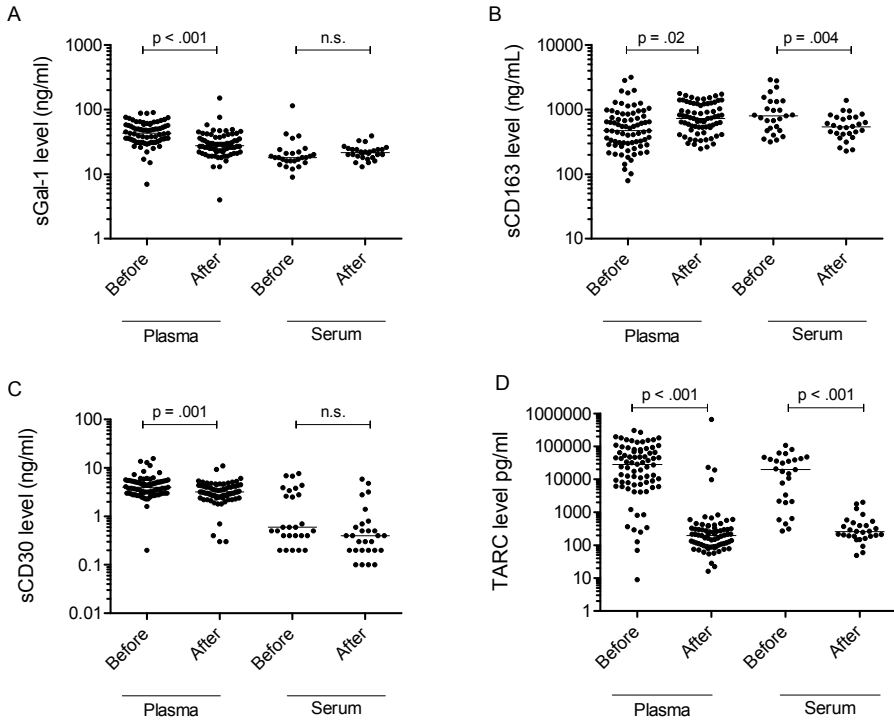 A
p < .001
n.s.
1000
100
10
1
sGal-1 level (ng/ml)
Before
After
Before
After
Plasma
Serum
B
p = .02
p = .004
10000
1000
100
10
sCD163 level (ng/mL)
Before
After
Before
After
Plasma
Serum
C
p = .001
n.s.
100
10
1
0.1
0.01
sCD30 level (ng/ml)
Before
After
Before
After
Plasma
Serum
D
p < .001
p < .001
1000000
100000
10000
1000
100
10
1
TARC level pg/ml
Before
After
Before
After
Plasma
Serum